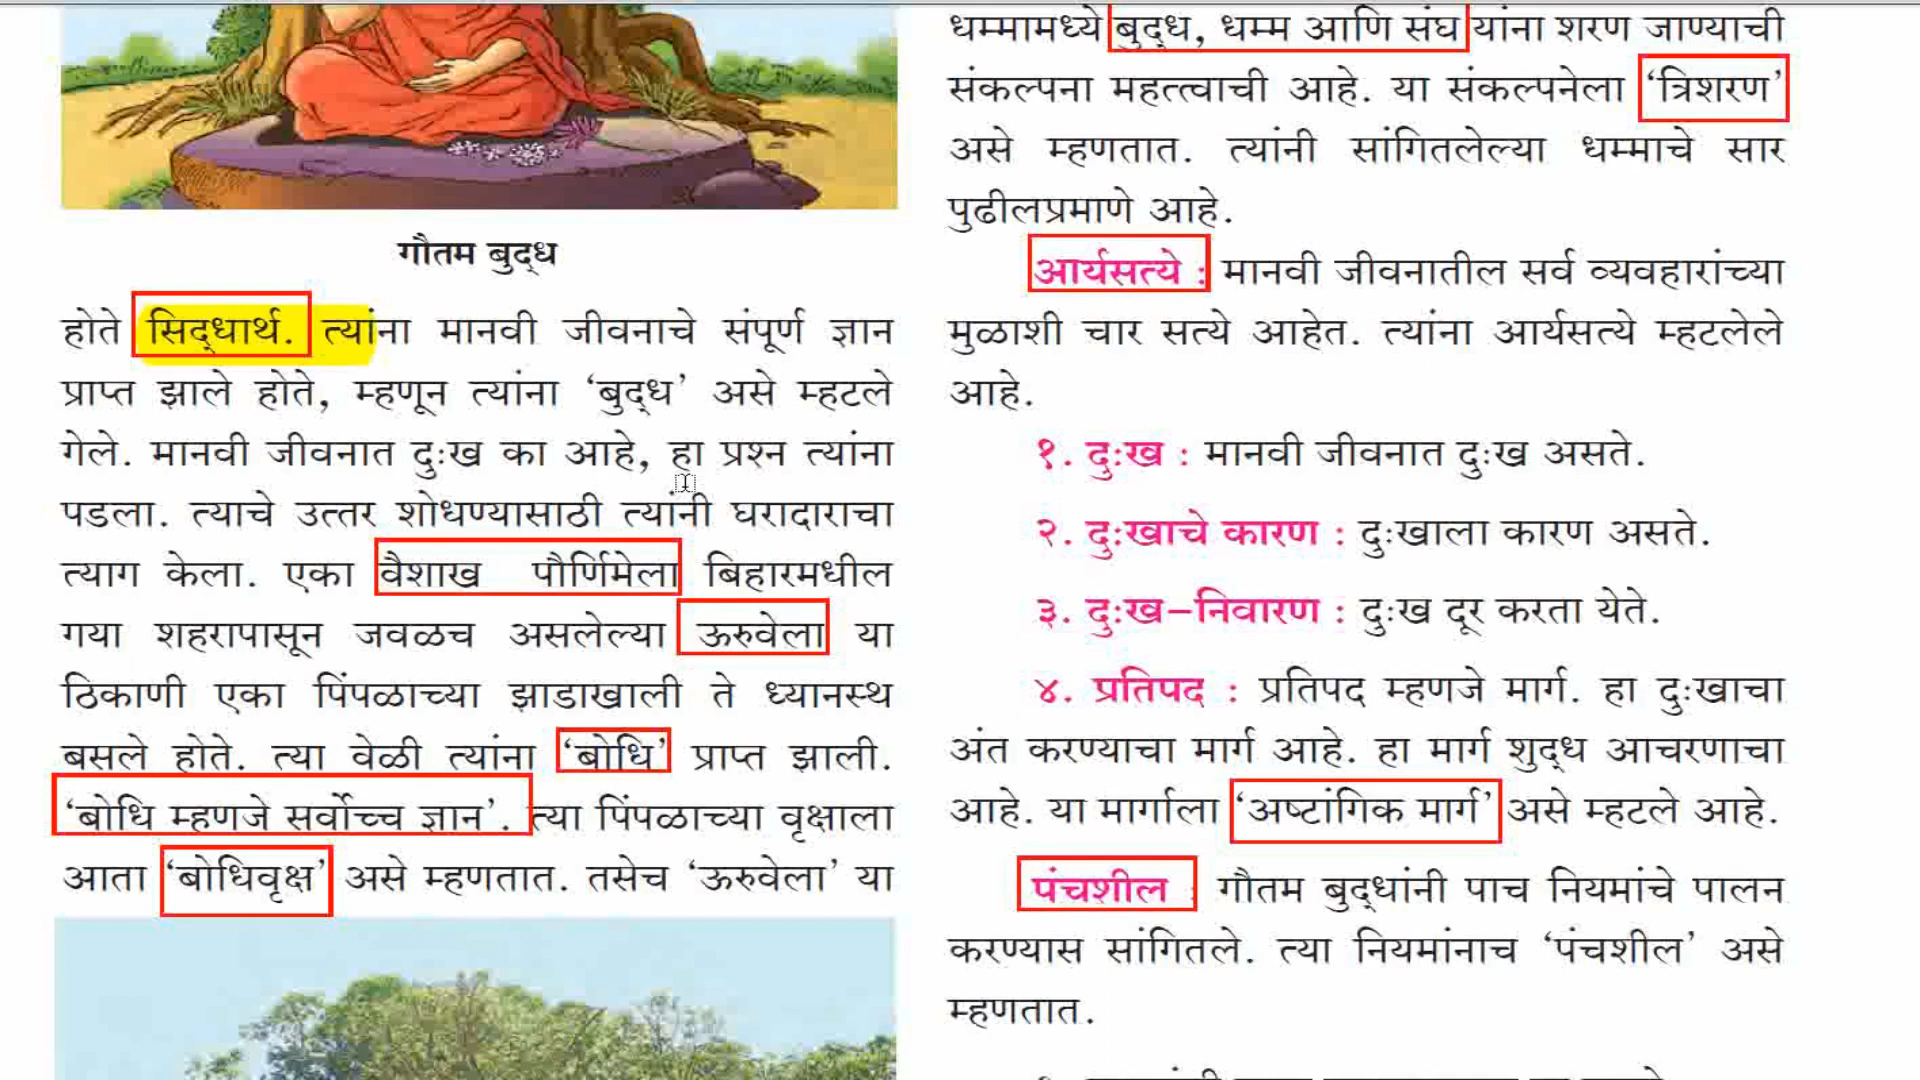 गौतम बुद्ध
होते सिद्धार्थ. त्यांना मानवी जीवनाचे संपूर्ण ज्ञान
प्राप्त झाले होते, म्हणून त्यांना ‘बुद्ध’ असे म्हटले
गेले. मानवी जीवनात दुःख का आहे, हा प्रश्न त्यांना
पडला. त्याचे उत्तर शोधण्यासाठी त्यांनी घरादाराचा
त्याग केला. एका वैशाख पौर्णिमेला बिहारमधील
गया शहरापासून जवळच असलेल्या ऊरुवेला या
ठिकाणी एका पिंपळाच्या झाडाखाली ते ध्यानस्थ
बसले होते. त्या वेळी त्यांना ‘बोधि’ प्राप्त झाली.
‘बोधि म्हणजे सर्वोच्च ज्ञान’. त्या पिंपळाच्या वृक्षाला
आता ‘बोधिवृक्ष’ असे म्हणतात. तसेच ‘ऊरुवेला’ या
धम्मामध्ये बुद्ध, धम्म आणि संघ यांना शरण जाण्याची
संकल्पना महत्त्वाची आहे. या संकल्पनेला ‘त्रिशरण’
असे म्हणतात. त्यांनी सांगितलेल्या धम्माचे सार
पुढीलप्रमाणे आहे.
आर्यसत्ये : मानवी जीवनातील सर्व व्यवहारांच्या
मुळाशी चार सत्ये आहेत. त्यांना आर्यसत्ये म्हटलेले
आहे.
१. दुःख : मानवी जीवनात दुःख असते.
२. दुःखाचे कारण : दुःखाला कारण असते.
३. दुःख-निवारण : दुःख दूर करता येते.
४. प्रतिपद : प्रतिपद म्हणजे मार्ग. हा दुःखाचा
अंत करण्याचा मार्ग आहे. हा मार्ग शुद्ध आचरणाचा
आहे. या मार्गाला ‘अष्टांगिक मार्ग’ असे म्हटले आहे.
पंचशील : गौतम बुद्धांनी पाच नियमांचे पालन
करण्यास सांगितले. त्या नियमांनाच ‘पंचशील’ असे
म्हणतात.